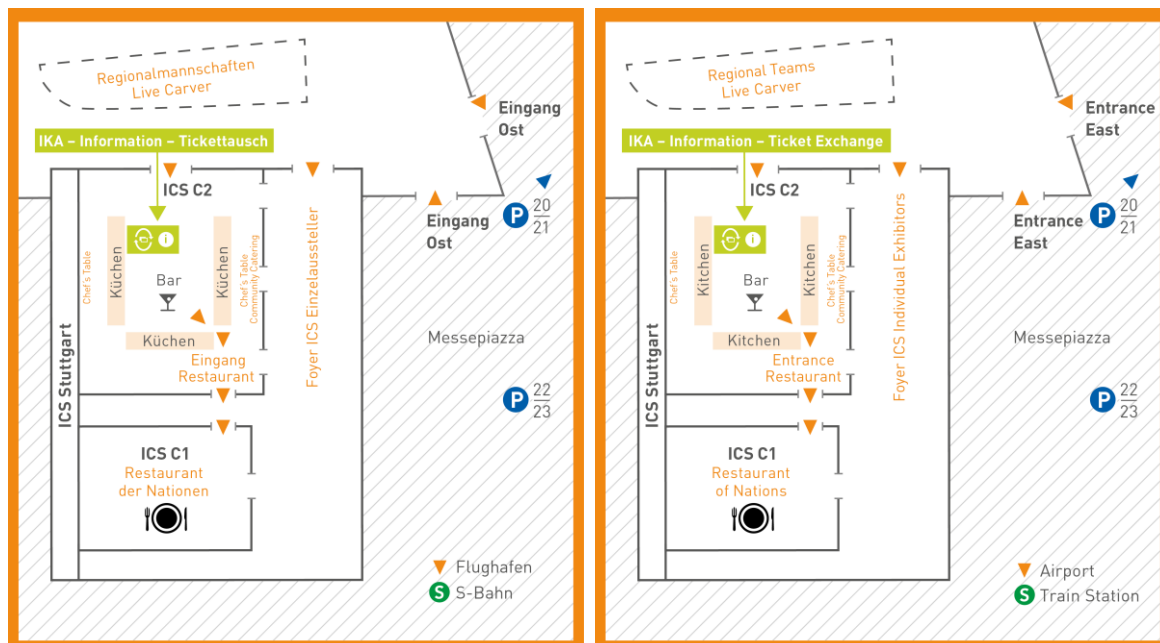 Regionalmannschaften
Live Carver
Eingang
Ost
IKA – Information – Tickettausch
ICS C2
Eingang
Ost
P
20
21
Chef´s Table
Küchen
i
Küchen
Chef´s Table
Community Catering
Bar
Foyer ICS Einzelaussteller
Küchen
Messepiazza
Eingang
Restaurant
ICS Stuttgart
P
22
23
ICS C1
Restaurant
der Nationen
Flughafen
S S-Bahn
Regional Teams
Live Carver
Entrance
East
IKA – Information – Ticket Exchange
ICS C2
Entrance
East
P
20
21
Chef´s Table
Kitchen
i
Kitchen
Chef´s Table
Community Catering
Bar
Foyer ICS Individual Exhibitors
Kitchen
Messepiazza
Entrance
Restaurant
ICS Stuttgart
P
22
23
ICS C1
Restaurant
of Nations
Airport
S Train Station